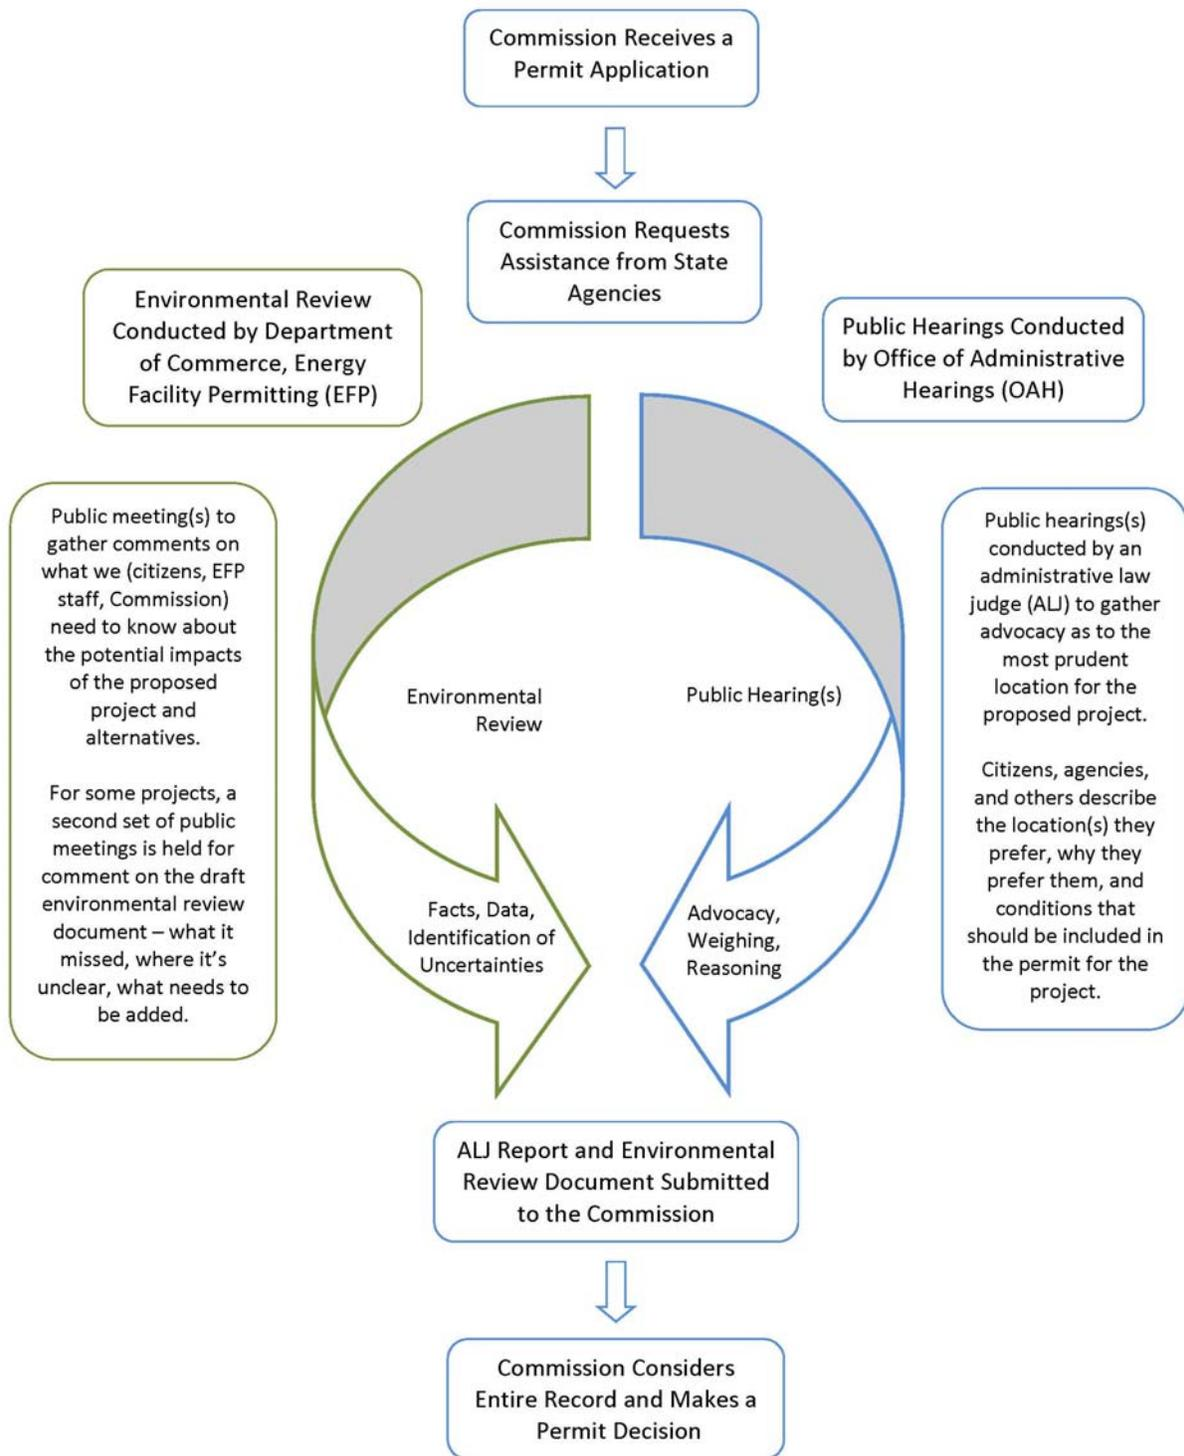 Commission Receives a
Permit Application
Commission Requests
Assistance from State
Agencies
Environmental Review
Conducted by Department
of Commerce, Energy
Facility Permitting (EFP)
Public Hearings Conducted
by Office of Administrative
Hearings (OAH)
Public meeting(s) to
gather comments on
what we (citizens, EFP
staff, Commission)
need to know about
the potential impacts
of the proposed
project and
alternatives.
For some projects, a
second set of public
meetings is held for
comment on the draft
environmental review
document – what it
missed, where it's
unclear, what needs to
be added.
Environmental
Review
Public Hearing(s)
Facts, Data,
Identification of
Uncertainties
Advocacy,
Weighing,
Reasoning
Public hearings(s)
conducted by an
administrative law
judge (ALJ) to gather
advocacy as to the
most prudent
location for the
proposed project.
Citizens, agencies,
and others describe
the location(s) they
prefer, why they
prefer them, and
conditions that
should be included in
the permit for the
project.
ALJ Report and Environmental
Review Document Submitted
to the Commission
Commission Considers
Entire Record and Makes a
Permit Decision